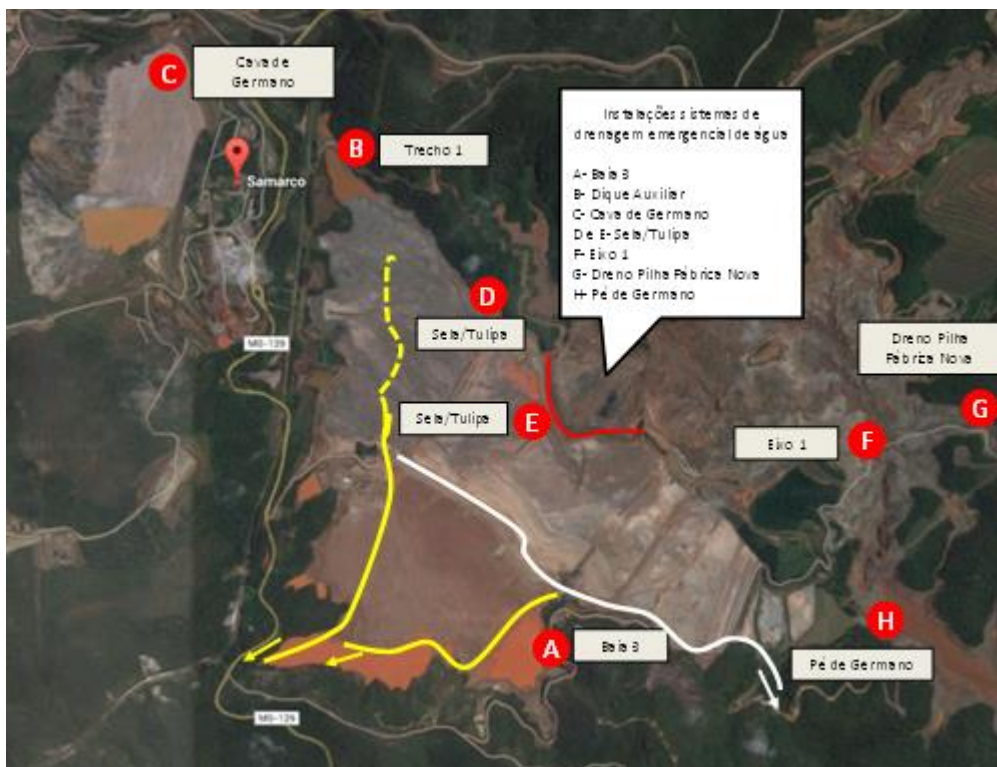 C
Cava de
Germano
B
Trecho 1
Samarco
Instalações sistemas de
drenagem emergencial de água
A- Baía 3
B- Dique Auxiliar
C- Cava de Germano
D e E- Sela/Tulipa
F- Eixo 1
G- Dreno Pilha Fábrica Nova
H- Pé de Germano
D
Sela/Tulipa
MG-129
Dreno Pilha
Fábrica Nova
G
Sela/Tulipa
E
Eixo 1
F
H
A
Baía 3
Pé de Germano
MG-129